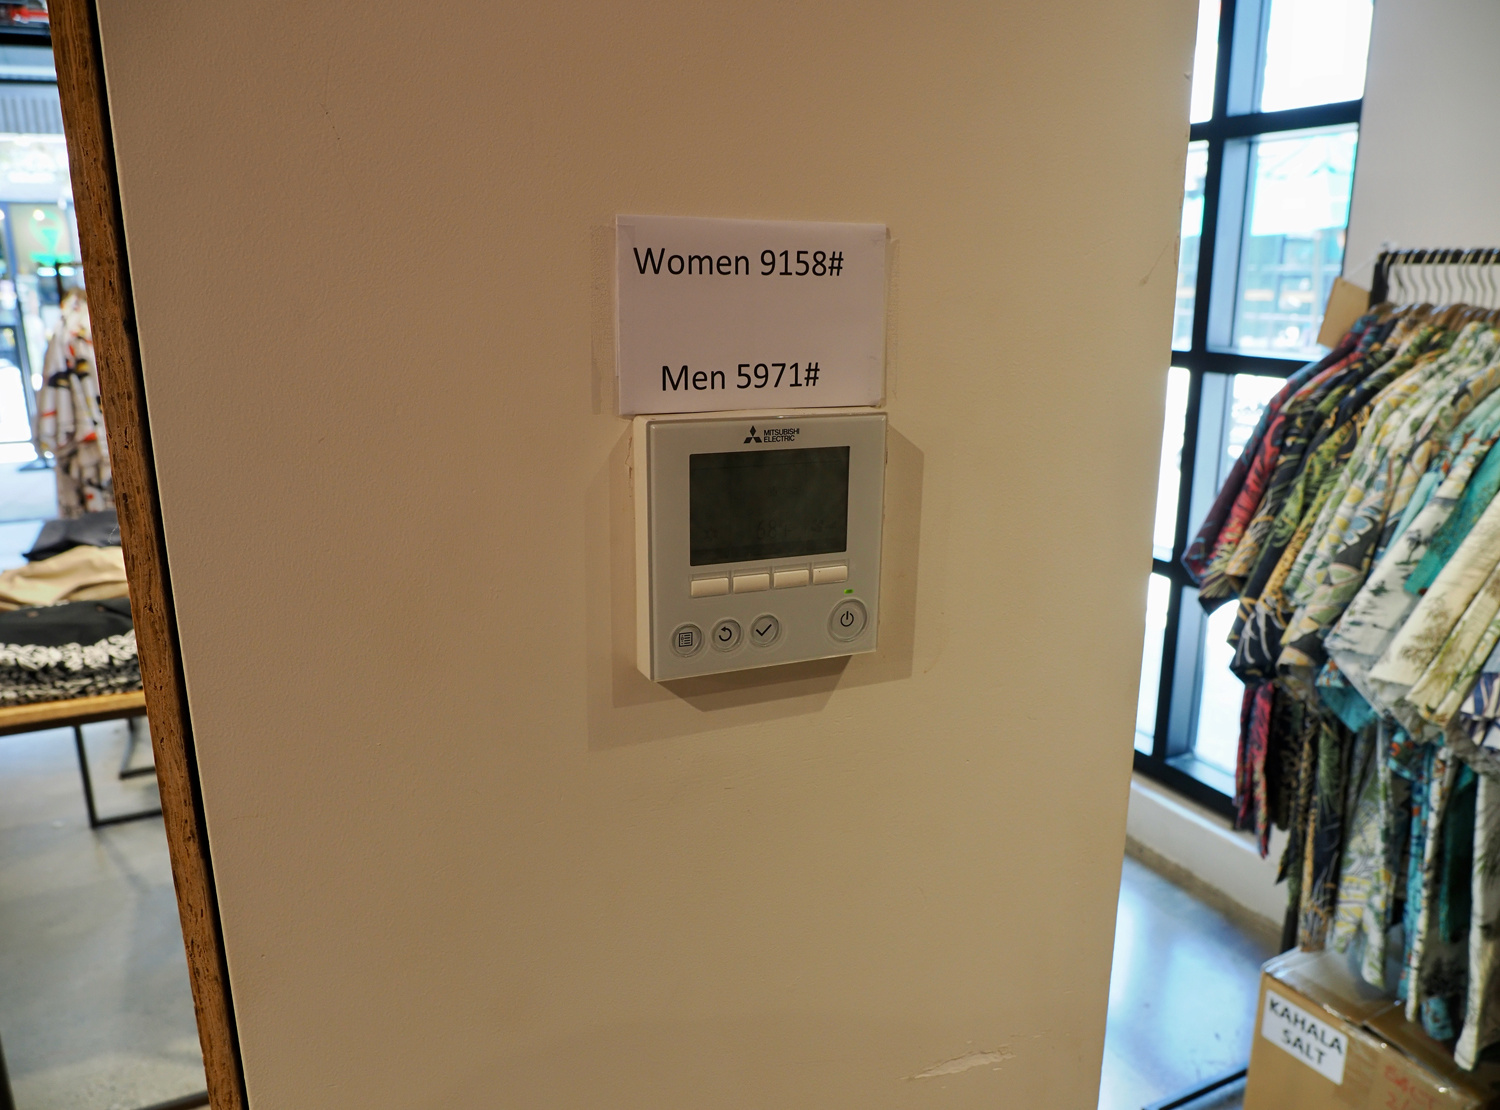 Women 9158#
Men 5971#
MITSUBISHI
ELECTRIC
KAHALA
SALT